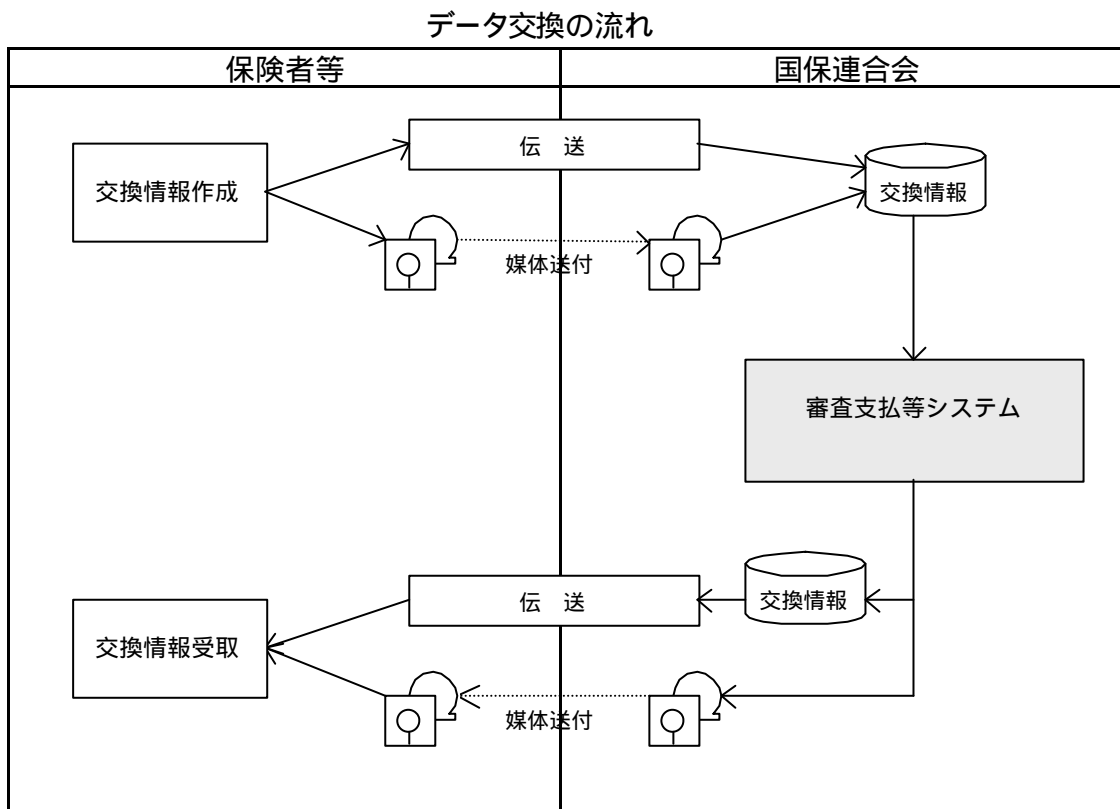 データ交換の流れ
保険者等
国保連合会
伝 送
交換情報作成
交換情報
媒体送付
審査支払等システム
伝 送
交換情報
交換情報受取
媒体送付